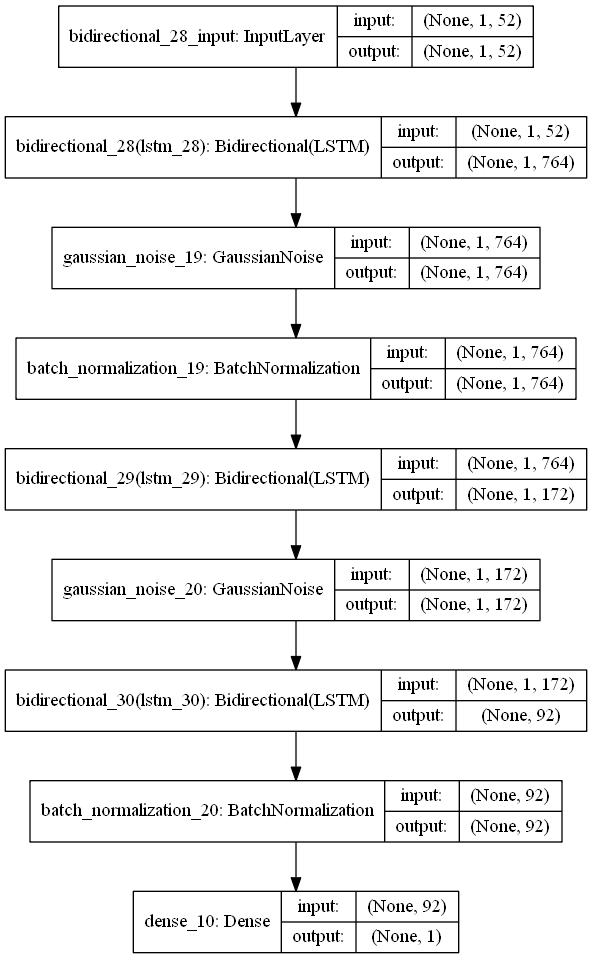 bidirectional_28_input: InputLayer input: (None, 1, 52)
output: (None, 1, 52)
bidirectional_28(lstm_28): Bidirectional(LSTM) input: (None, 1, 52)
output: (None, 1, 764)
gaussian_noise_19: GaussianNoise input: (None, 1, 764)
output: (None, 1, 764)
batch_normalization_19: BatchNormalization input: (None, 1, 764)
output: (None, 1, 764)
bidirectional_29(lstm_29): Bidirectional(LSTM) input: (None, 1, 764)
output: (None, 1, 172)
gaussian_noise_20: GaussianNoise input: (None, 1, 172)
output: (None, 1, 172)
bidirectional_30(lstm_30): Bidirectional(LSTM) input: (None, 1, 172)
output: (None, 92)
batch_normalization_20: BatchNormalization input: (None, 92)
output: (None, 92)
dense_10: Dense input: (None, 92)
output: (None, 1)